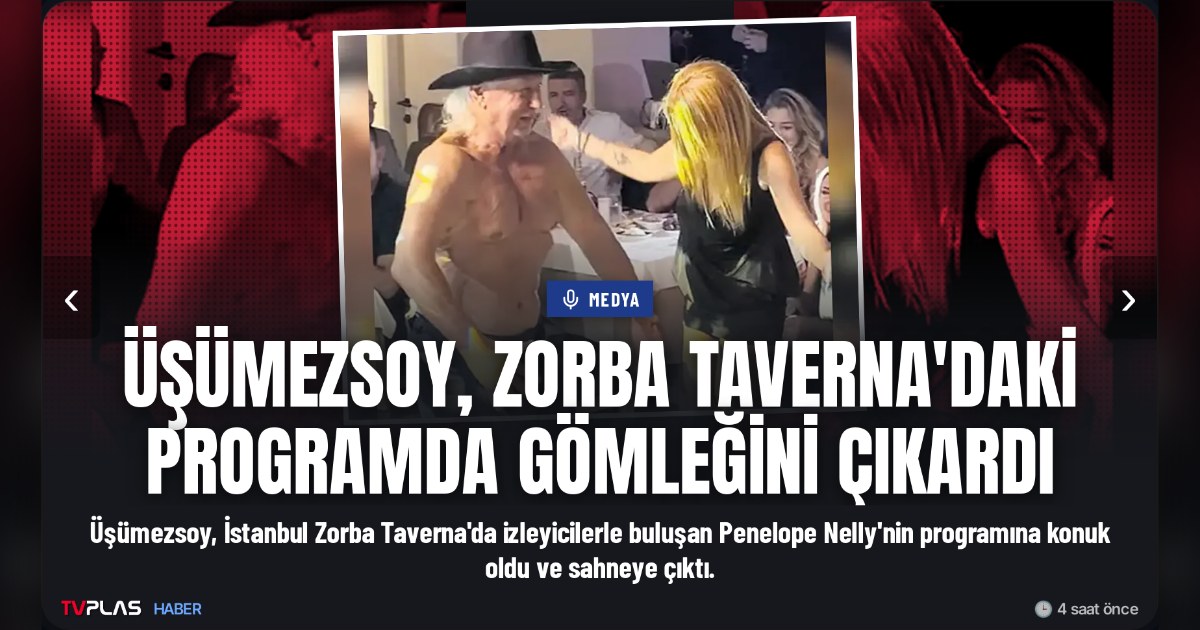 MEDYA
ÜŞÜMEZSOY, ZORBA TAVERNA'DAKİ
PROGRAMDA GÖMLEĞİNİ ÇIKARDI
Üşümezsoy, İstanbul Zorba Taverna'da izleyicilerle buluşan Penelope Nelly'nin programına konuk
oldu ve sahneye çıktı.
TVPLAS HABER
4 saat önce